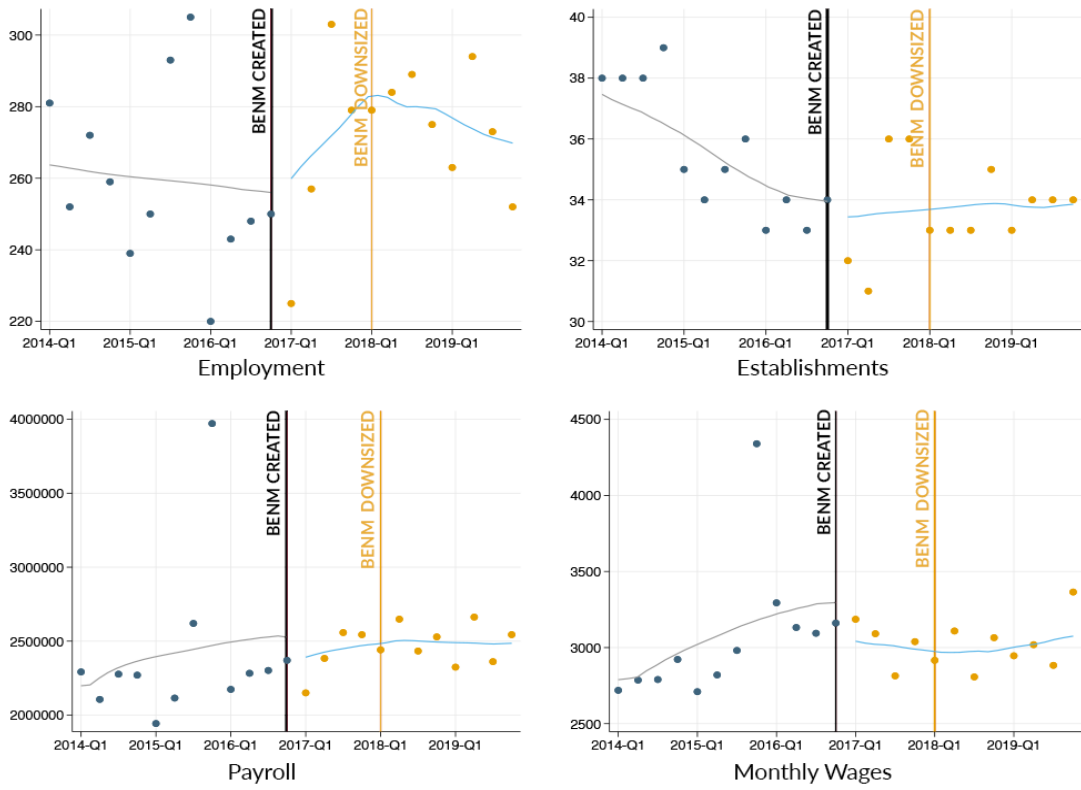 300
280
260
240
220
2014-Q1 2015-Q1 2016-Q1 2017-Q1 2018-Q1 2019-Q1
BENM CREATED
BENM DOWNSIZED
Employment
40
38
36
34
32
30
2014-Q1 2015-Q1 2016-Q1 2017-Q1 2018-Q1 2019-Q1
BENM CREATED
BENM DOWNSIZED
Establishments
4000000
3500000
3000000
2500000
2000000
2014-Q1 2015-Q1 2016-Q1 2017-Q1 2018-Q1 2019-Q1
BENM CREATED
BENM DOWNSIZED
Payroll
4500
4000
3500
3000
2500
2014-Q1 2015-Q1 2016-Q1 2017-Q1 2018-Q1 2019-Q1
BENM CREATED
BENM DOWNSIZED
Monthly Wages